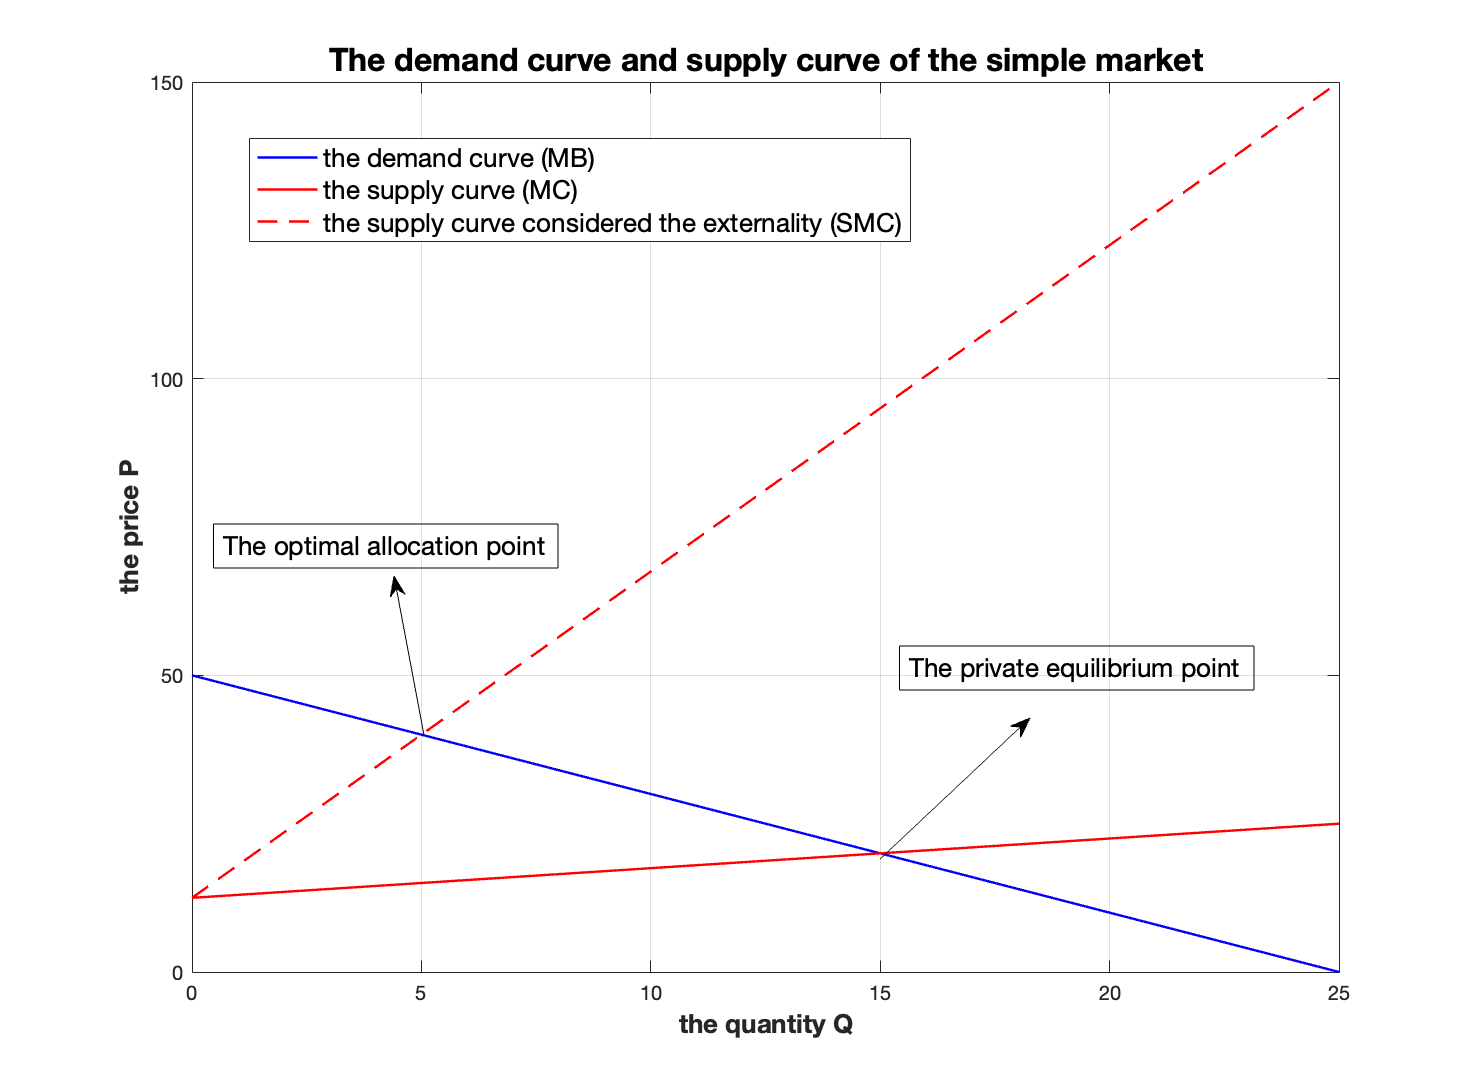 The demand curve and supply curve of the simple market
150
the demand curve (MB)
the supply curve (MC)
the supply curve considered the externality (SMC)
100
the price P
The optimal allocation point
50
The private equilibrium point
0
0 5 10 15 20 25
the quantity Q